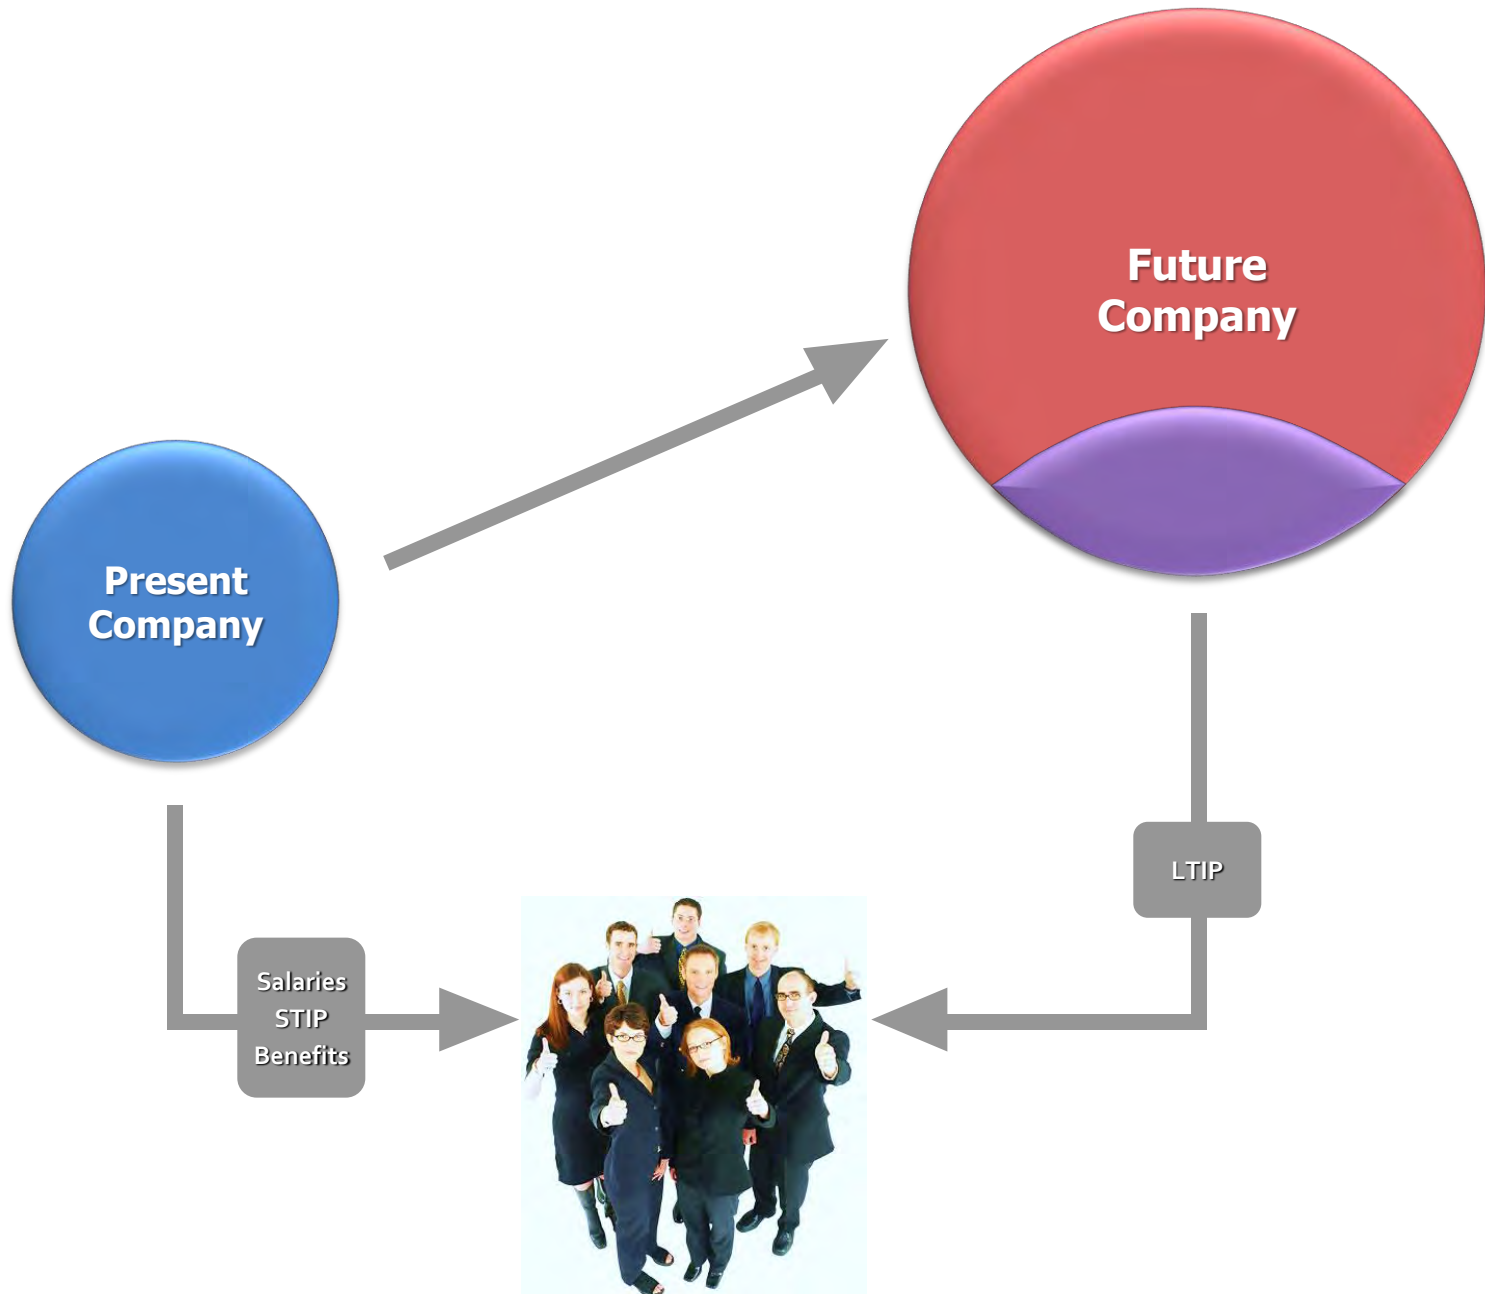 Future
Company
Present
Company
LTIP
Salaries
STIP
Benefits